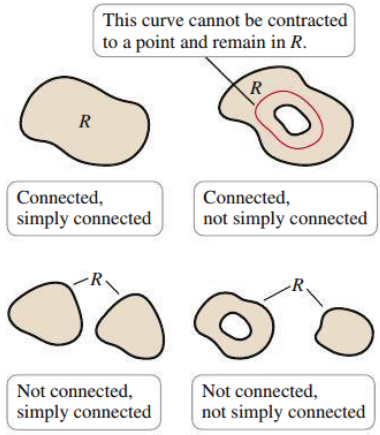 This curve cannot be contracted
to a point and remain in R.
R
R
Connected,
simply connected
Connected,
not simply connected
R
R
Not connected,
simply connected
Not connected,
not simply connected